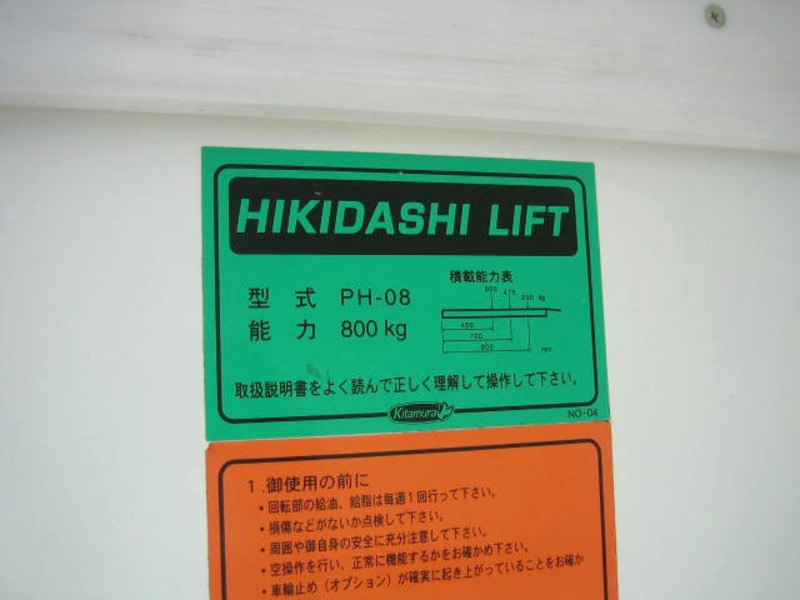 HIKIDASHI LIFT
型 式 PH-08
能 力 800 kg
積載能力表
800 475 200 kg
450
700
900
mm
取扱説明書をよく読んで正しく理解して操作して下さい。
Kitamura
NO-04
1.御使用の前に
・回転部の給油、給脂は毎週1回行って下さい。
・損傷などがないか点検して下さい。
・周囲や御自身の安全に充分注意して下さい。
・空操作を行い、正常に機能するかをお確かめ下さい。
・車輪止め（オプション）が確実に起き上がっていることをお確か